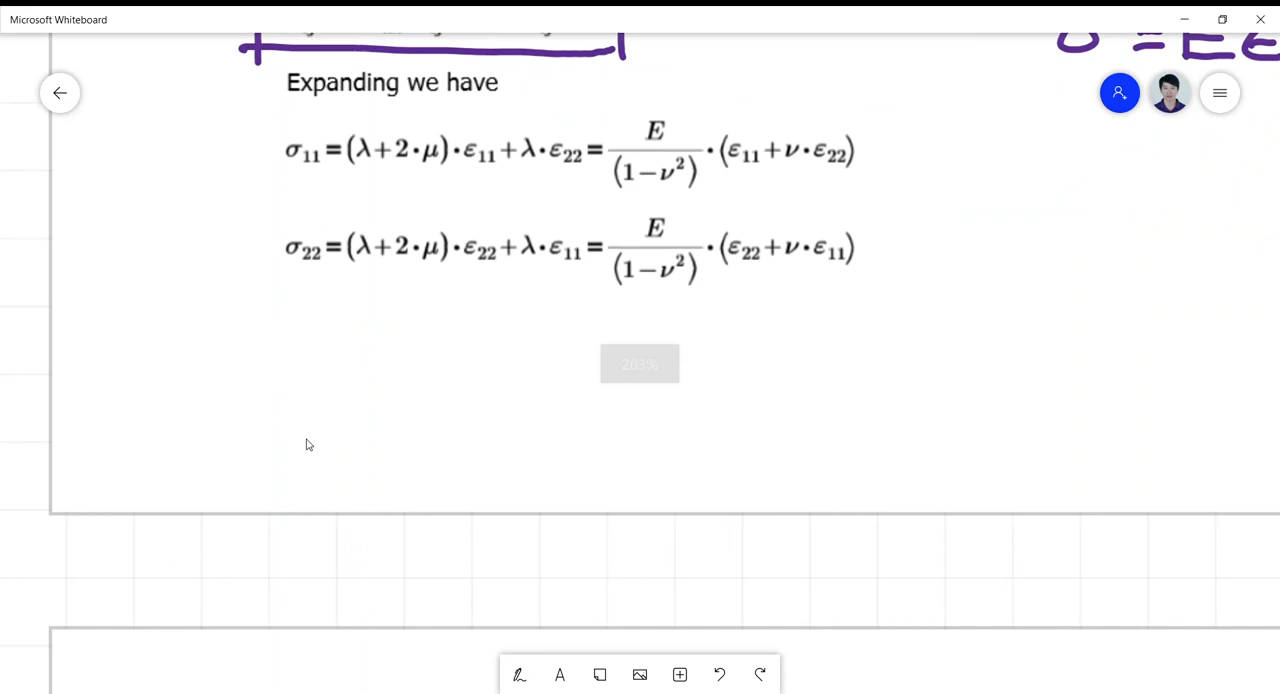 Microsoft Whiteboard
= E
Expanding we have
σ₁₁ = (λ + 2 · μ) · ε₁₁ + λ · ε₂₂ = E / (1 − ν²) · (ε₁₁ + ν · ε₂₂)
σ₂₂ = (λ + 2 · μ) · ε₂₂ + λ · ε₁₁ = E / (1 − ν²) · (ε₂₂ + ν · ε₁₁)
203%
A